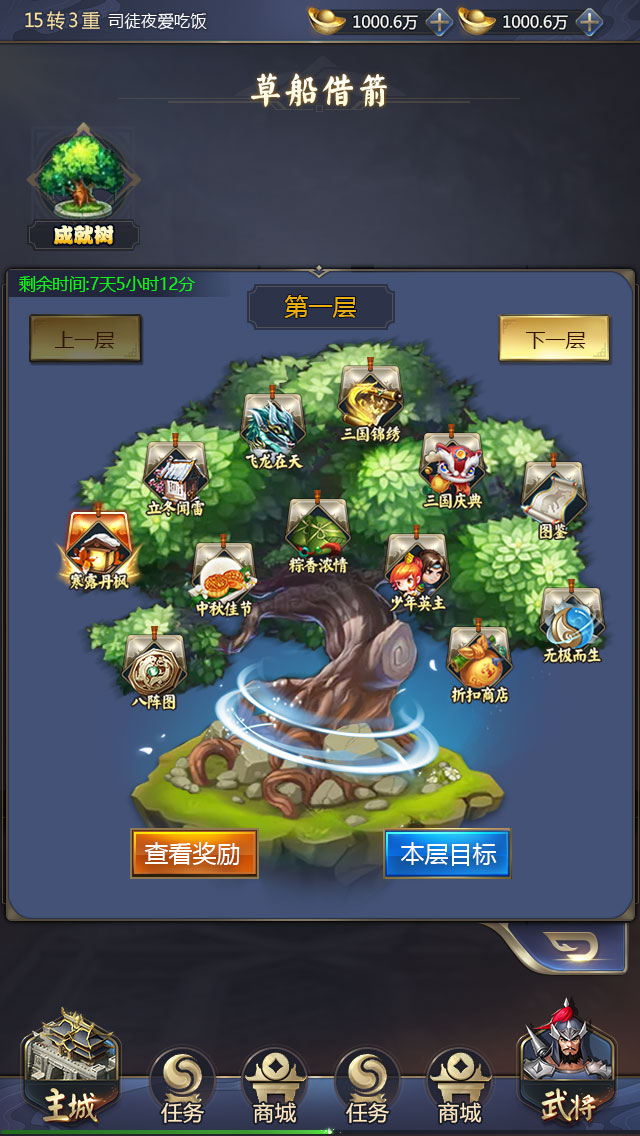 15转3重 司徒夜爱吃饭 1000.6万 1000.6万
草船借箭
成就树
剩余时间:7天5小时12分
第一层
上一层 下一层
三国锦绣
飞龙在天
三国庆典
立冬闻雷
图鉴
粽香浓情
寒露丹枫
中秋佳节
少年英主
无极而生
八阵图
折扣商店
查看奖励 本层目标
主城 任务 商城 任务 商城 武将